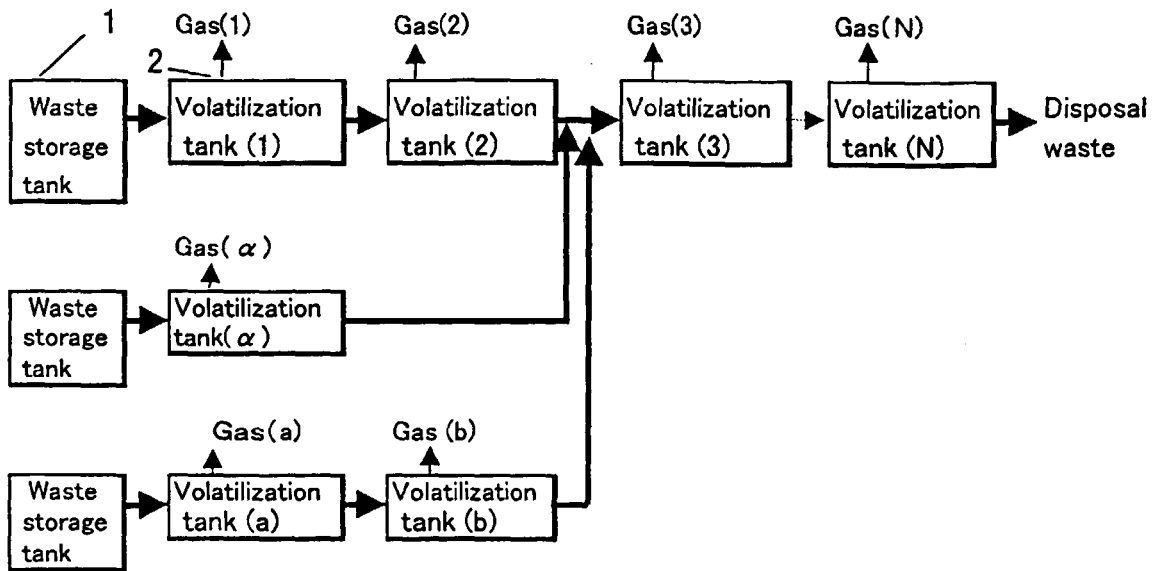 1
Gas(1)
Gas(2)
Gas(3)
Gas(N)
2
Waste
storage
tank
Volatilization
tank(1)
Volatilization
tank(2)
Volatilization
tank(3)
Volatilization
tank(N)
Disposal
waste
Gas(α)
Waste
storage
tank
Volatilization
tank(α)
Gas(a)
Gas(b)
Waste
storage
tank
Volatilization
tank(a)
Volatilization
tank(b)